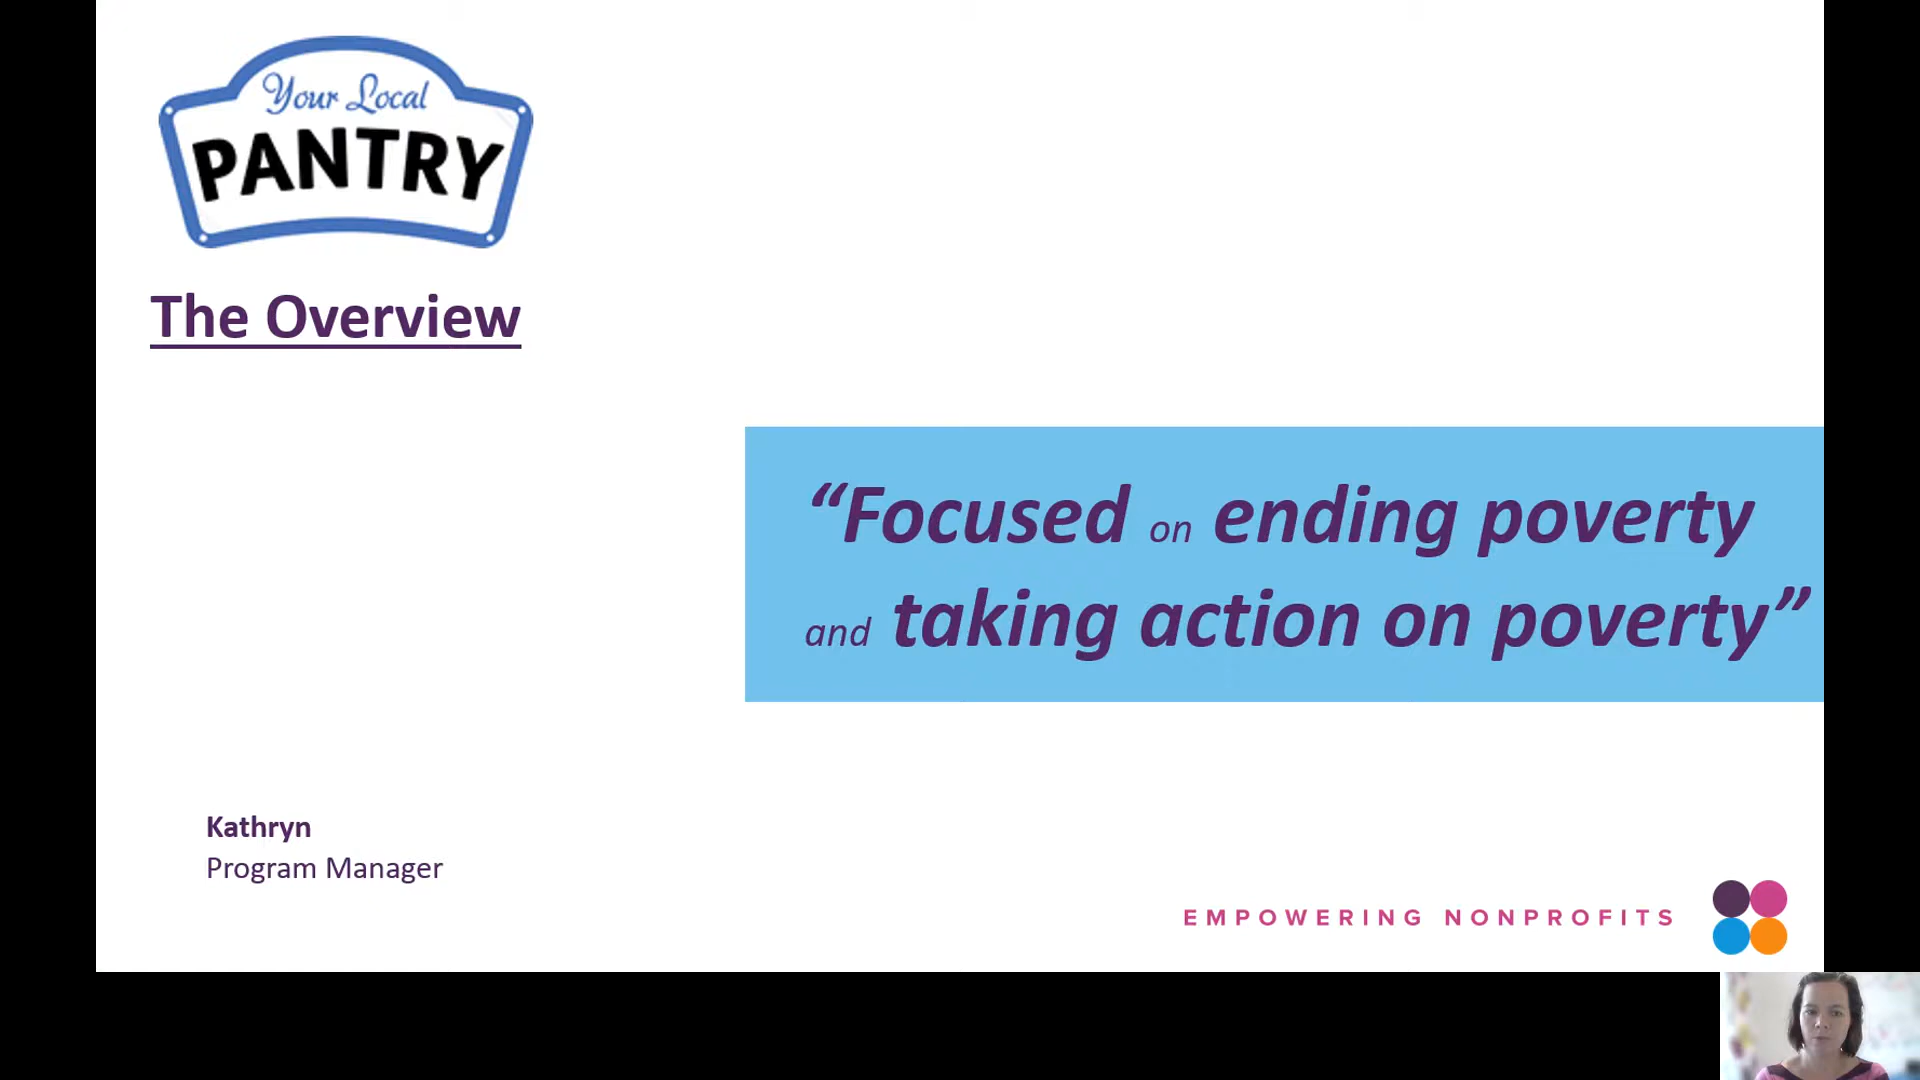 Your Local
PANTRY
The Overview
“Focused on ending poverty
and taking action on poverty”
Kathryn
Program Manager
EMPOWERING NONPROFITS